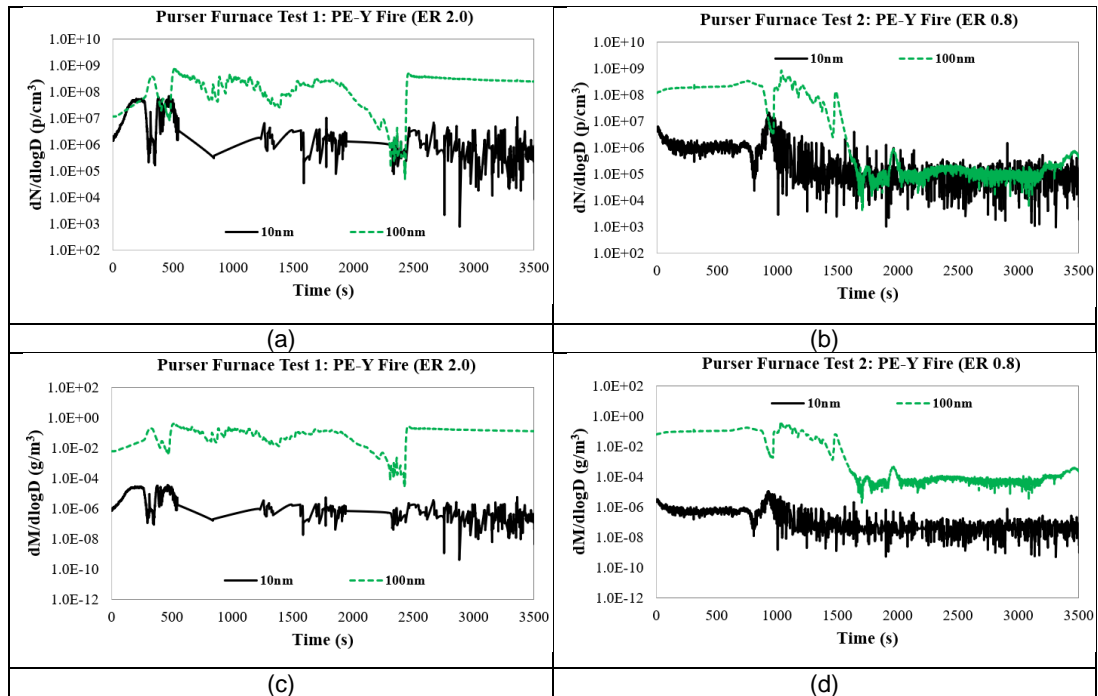 Purser Furnace Test 1: PE-Y Fire (ER 2.0)
1.0E+10
1.0E+09
1.0E+08
1.0E+07
1.0E+06
1.0E+05
1.0E+04
1.0E+03
1.0E+02
dN/dlogD (p/cm³)
10nm 100nm
0 500 1000 1500 2000 2500 3000 3500
Time (s)
(a)
Purser Furnace Test 2: PE-Y Fire (ER 0.8)
1.0E+10
1.0E+09
1.0E+08
1.0E+07
1.0E+06
1.0E+05
1.0E+04
1.0E+03
1.0E+02
dN/dlogD (p/cm³)
10nm 100nm
0 500 1000 1500 2000 2500 3000 3500
Time (s)
(b)
Purser Furnace Test 1: PE-Y Fire (ER 2.0)
1.0E+02
1.0E+00
1.0E-02
1.0E-04
1.0E-06
1.0E-08
1.0E-10
1.0E-12
dM/dlogD (g/m³)
10nm 100nm
0 500 1000 1500 2000 2500 3000 3500
Time (s)
(c)
Purser Furnace Test 2: PE-Y Fire (ER 0.8)
1.0E+02
1.0E+00
1.0E-02
1.0E-04
1.0E-06
1.0E-08
1.0E-10
1.0E-12
dM/dlogD (g/m³)
10nm 100nm
0 500 1000 1500 2000 2500 3000 3500
Time (s)
(d)